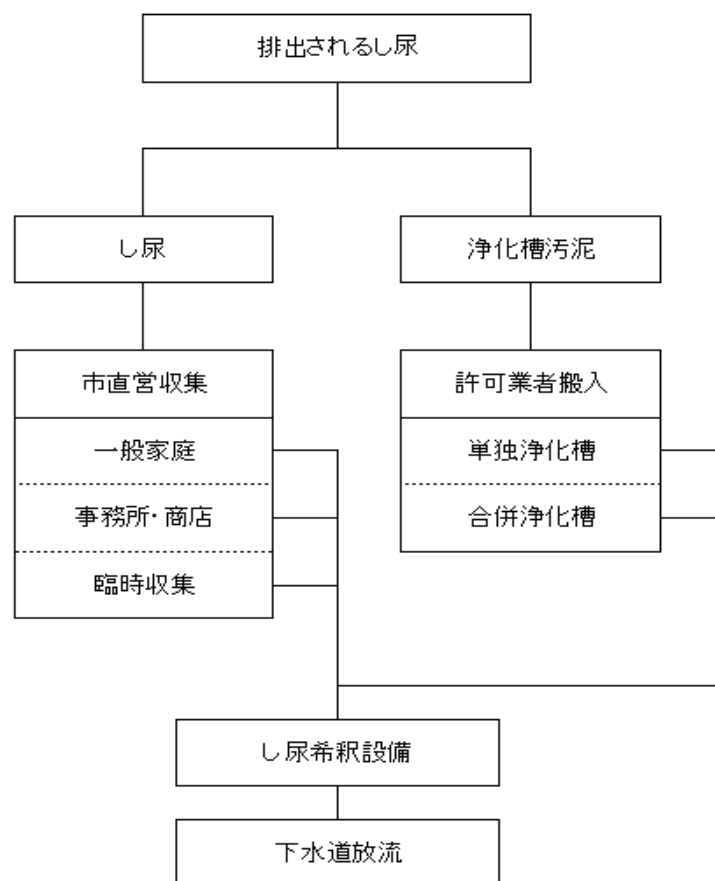 排出されるし尿
し尿
浄化槽汚泥
市直営収集
許可業者搬入
一般家庭
単独浄化槽
事務所・商店
合併浄化槽
臨時収集
し尿希釈設備
下水道放流